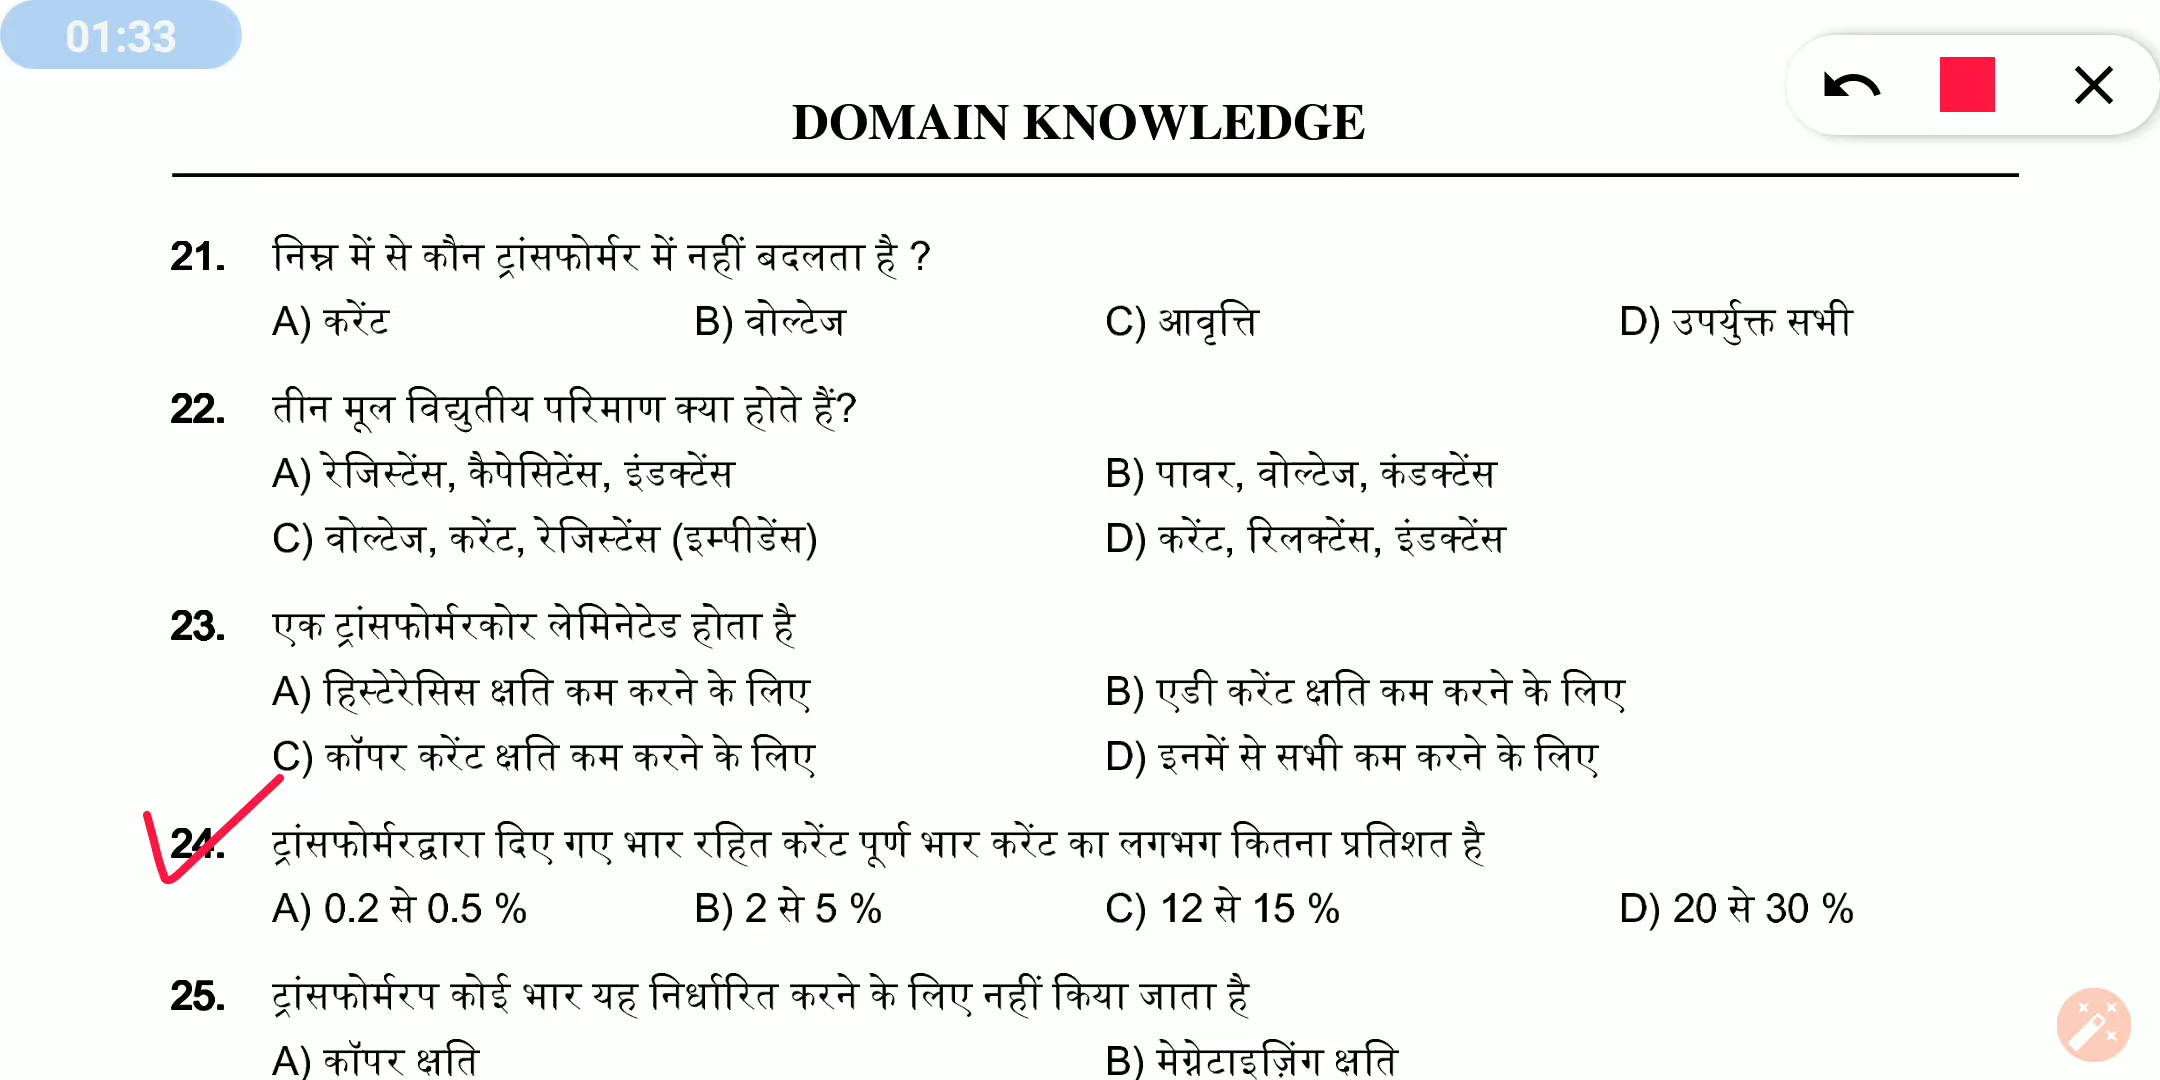 01:33
DOMAIN KNOWLEDGE
21. निम्न में से कौन ट्रांसफोर्मर में नहीं बदलता है ?
A) करेंट B) वोल्टेज C) आवृत्ति D) उपर्युक्त सभी
22. तीन मूल विद्युतीय परिमाण क्या होते हैं?
A) रेजिस्टेंस, कैपेसिटेंस, इंडक्टेंस B) पावर, वोल्टेज, कंडक्टेंस
C) वोल्टेज, करेंट, रेजिस्टेंस (इम्पीडेंस) D) करेंट, रिलक्टेंस, इंडक्टेंस
23. एक ट्रांसफोर्मरकोर लेमिनेटेड होता है
A) हिस्टेरेसिस क्षति कम करने के लिए B) एडी करेंट क्षति कम करने के लिए
C) कॉपर करेंट क्षति कम करने के लिए D) इनमें से सभी कम करने के लिए
24. ट्रांसफोर्मरद्वारा दिए गए भार रहित करेंट पूर्ण भार करेंट का लगभग कितना प्रतिशत है
A) 0.2 से 0.5 % B) 2 से 5 % C) 12 से 15 % D) 20 से 30 %
25. ट्रांसफोर्मरप कोई भार यह निर्धारित करने के लिए नहीं किया जाता है
A) कॉपर क्षति B) मेग्नेटाइज़िंग क्षति